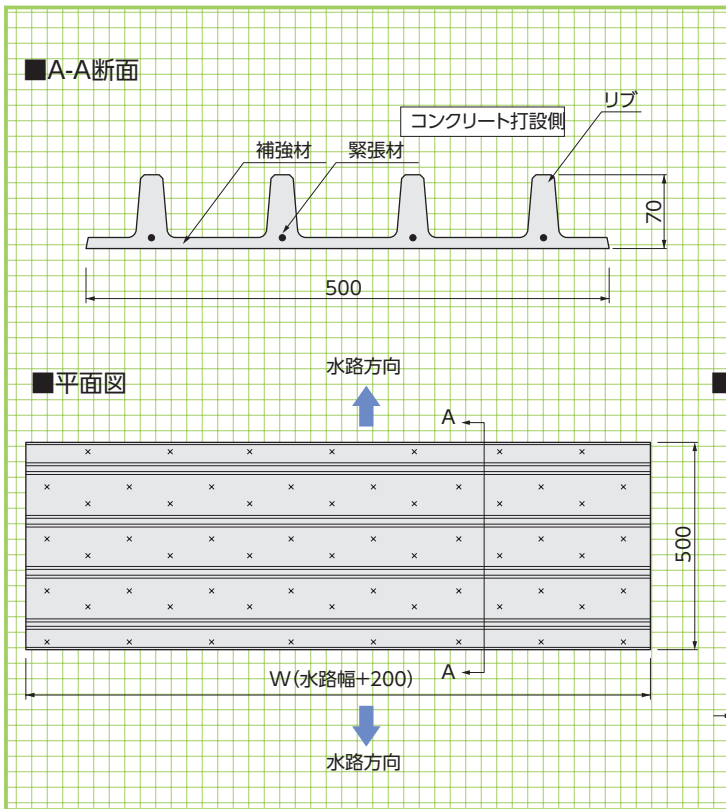 ■A-A断面
リブ
コンクリート打設側
補強材
緊張材
70
500
■平面図
水路方向
■
A
500
W(水路幅+200)
A
水路方向